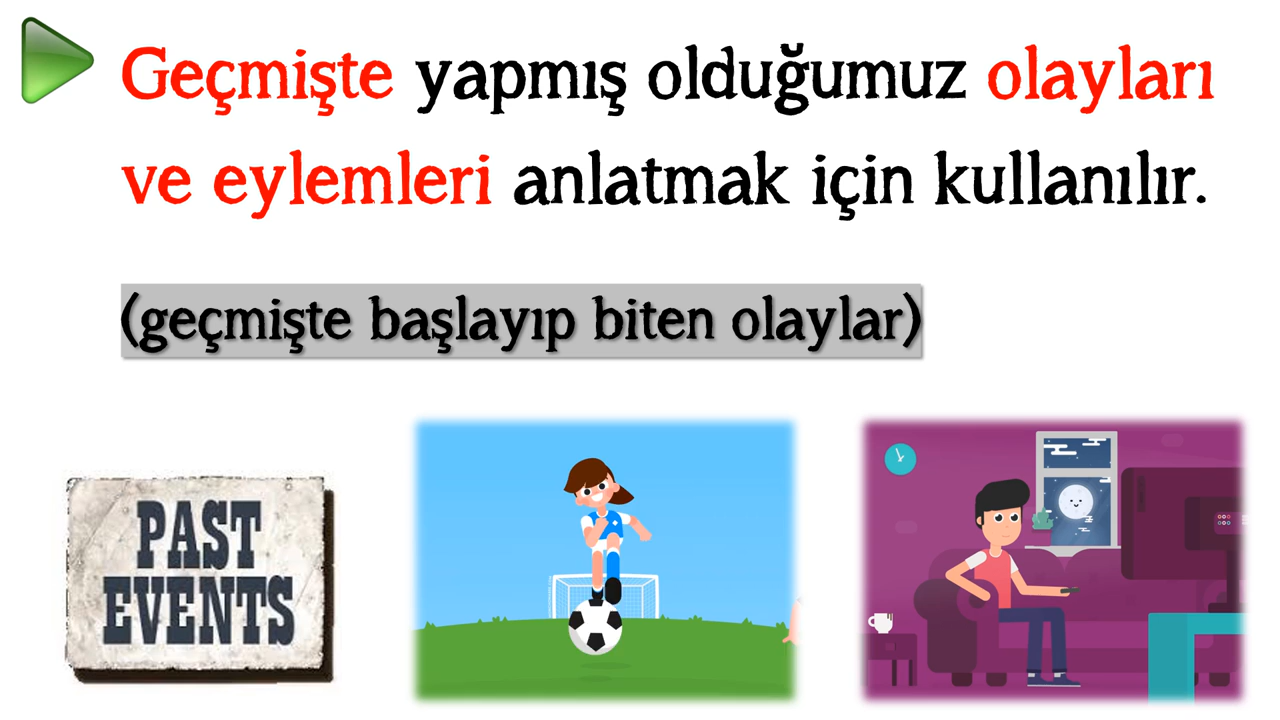 Geçmişte yapmış olduğumuz olayları
ve eylemleri anlatmak için kullanılır.
(geçmişte başlayıp biten olaylar)
PAST
EVENTS